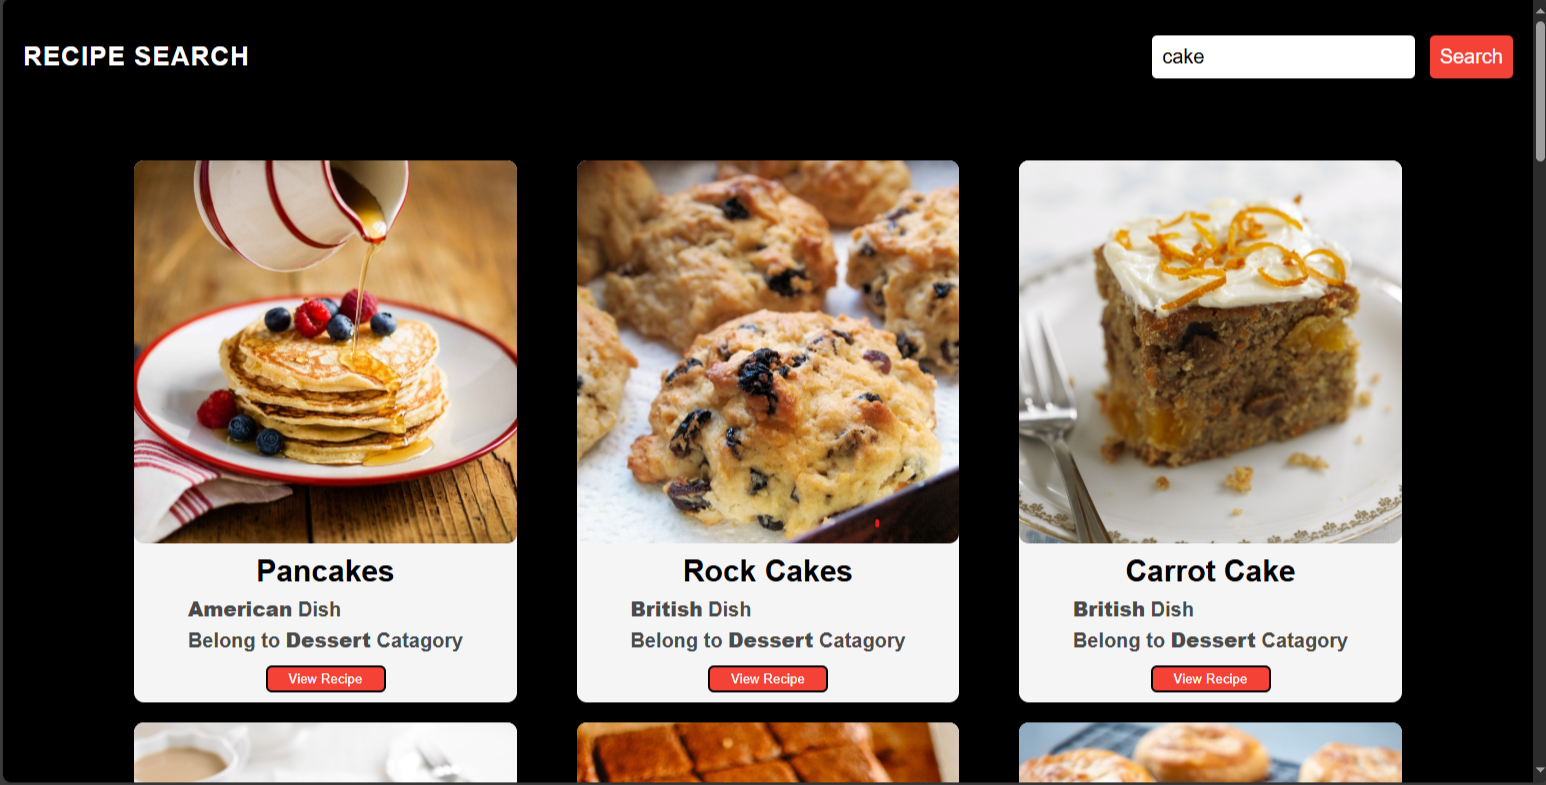 RECIPE SEARCH
cake
Search
Pancakes
American Dish
Belong to Dessert Catagory
View Recipe
Rock Cakes
British Dish
Belong to Dessert Catagory
View Recipe
Carrot Cake
British Dish
Belong to Dessert Catagory
View Recipe